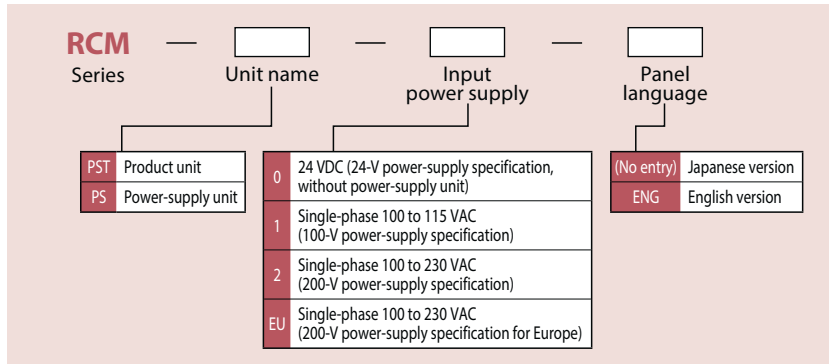 RCM — — —
Series Unit name Input Panel
power supply language
PST Product unit
PS Power-supply unit
0 24 VDC (24-V power-supply specification,
without power-supply unit)
1 Single-phase 100 to 115 VAC
(100-V power-supply specification)
2 Single-phase 100 to 230 VAC
(200-V power-supply specification)
EU Single-phase 100 to 230 VAC
(200-V power-supply specification for Europe)
(No entry) Japanese version
ENG English version